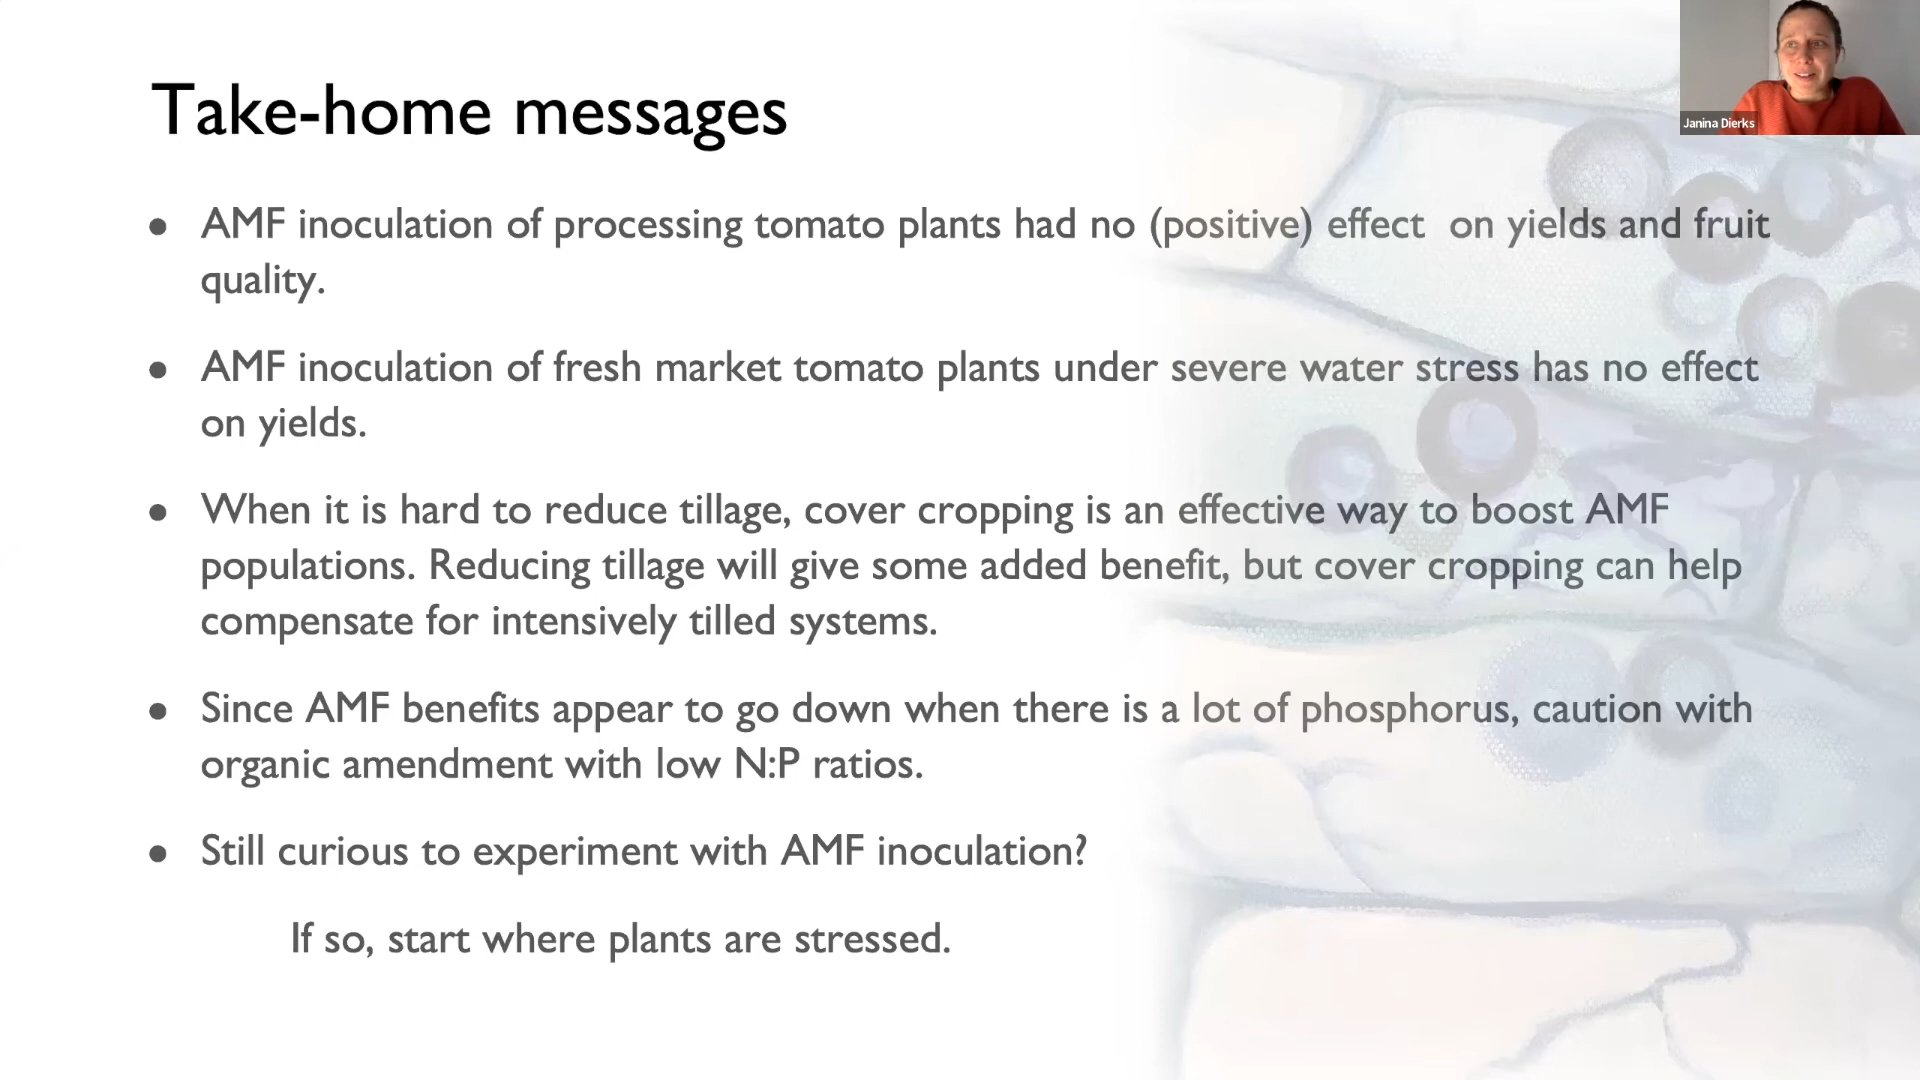 Take-home messages
Janina Dierks
● AMF inoculation of processing tomato plants had no (positive) effect  on yields and fruit
quality.
● AMF inoculation of fresh market tomato plants under severe water stress has no effect
on yields.
● When it is hard to reduce tillage, cover cropping is an effective way to boost AMF
populations. Reducing tillage will give some added benefit, but cover cropping can help
compensate for intensively tilled systems.
● Since AMF benefits appear to go down when there is a lot of phosphorus, caution with
organic amendment with low N:P ratios.
● Still curious to experiment with AMF inoculation?
If so, start where plants are stressed.